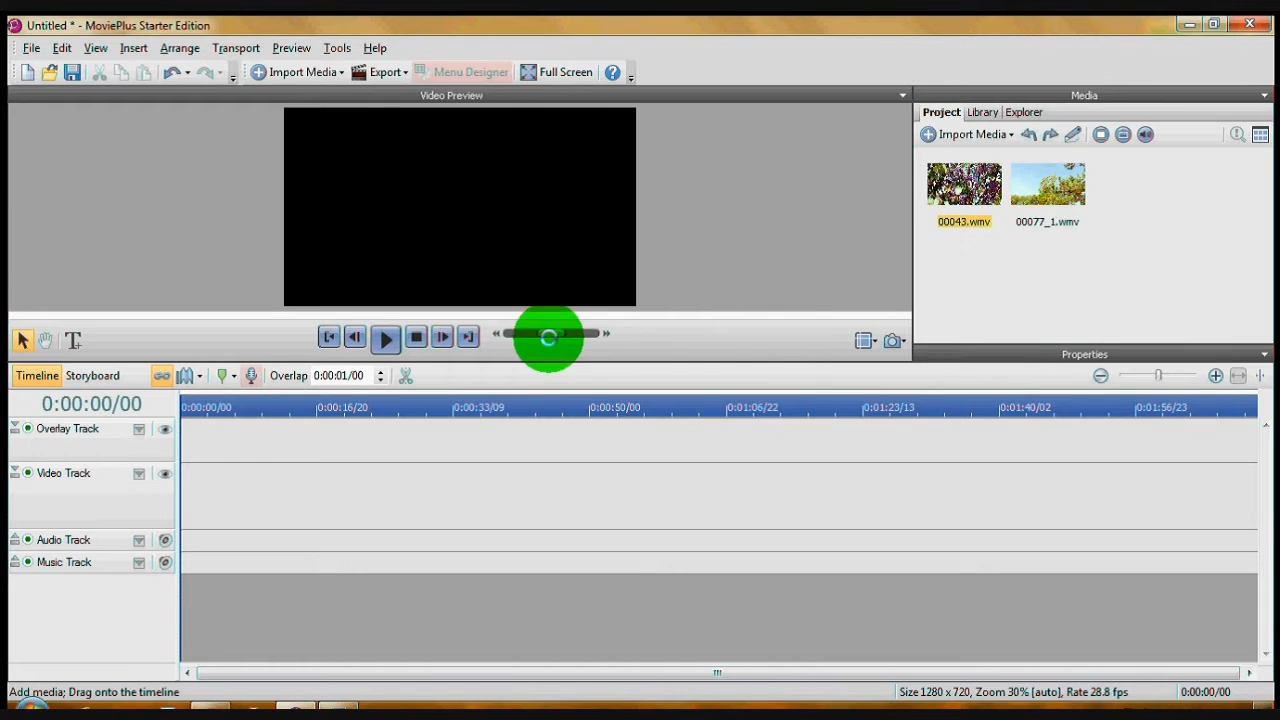 Untitled * - MoviePlus Starter Edition
File Edit View Insert Arrange Transport Preview Tools Help
Import Media Export Menu Designer Full Screen
Video Preview
Media
Project Library Explorer
Import Media
00043.wmv 00077_1.wmv
Properties
Timeline Storyboard Overlap 0:00:01/00
0:00:00/00
0:00:00/00 0:00:16/20 0:00:33/09 0:00:50/00 0:01:06/22 0:01:23/13 0:01:40/02 0:01:56/23
Overlay Track
Video Track
Audio Track
Music Track
Add media; Drag onto the timeline Size 1280 x 720, Zoom 30% [auto], Rate 28.8 fps 0:00:00/00